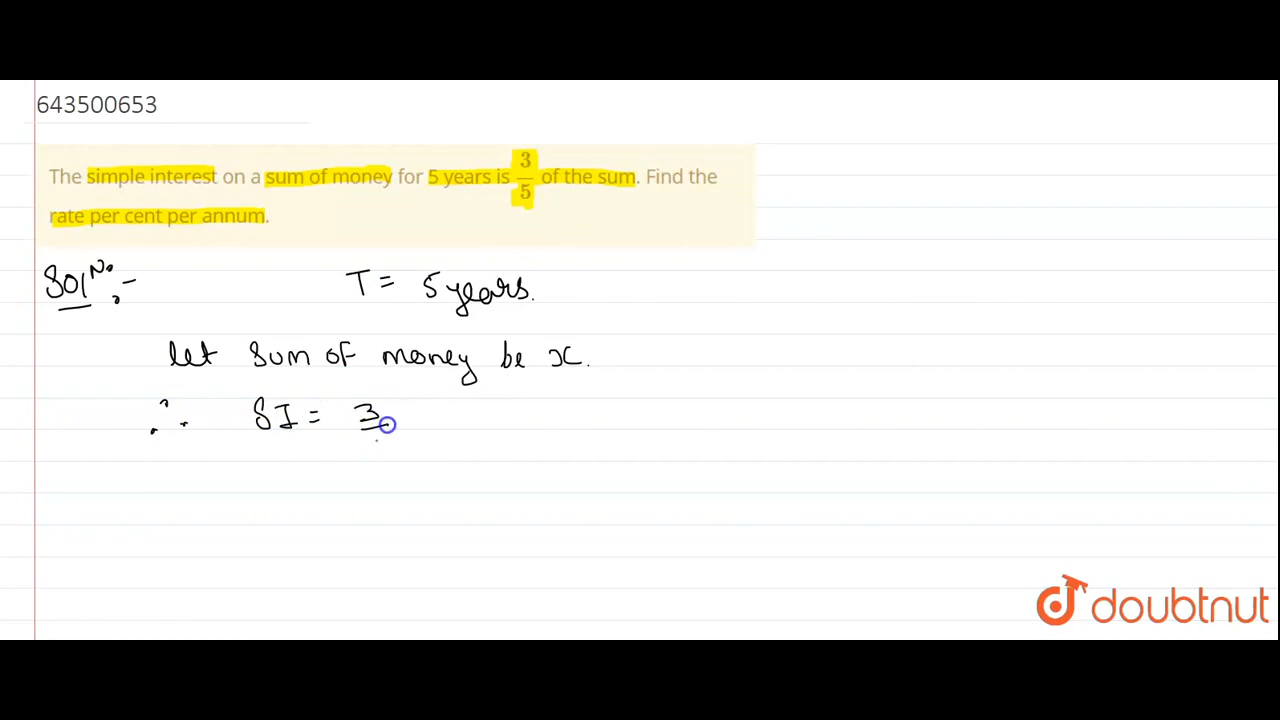 643500653
The simple interest on a sum of money for 5 years is 3/5 of the sum. Find the
rate per cent per annum.
Solⁿ. :- T = 5 years.
let sum of money be x.
∴ SI = 3
doubtnut